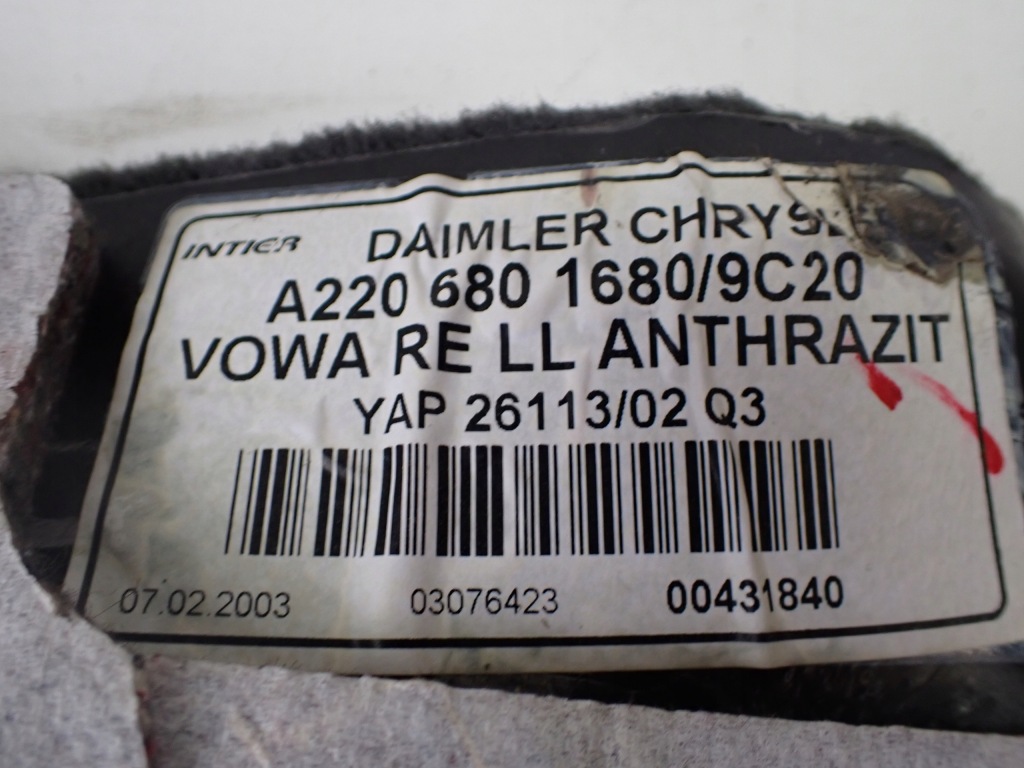 INTIER
DAIMLER CHRYSL
A220 680 1680/9C20
VOWA RE LL ANTHRAZIT
YAP 26113/02 Q3
07.02.2003 03076423 00431840